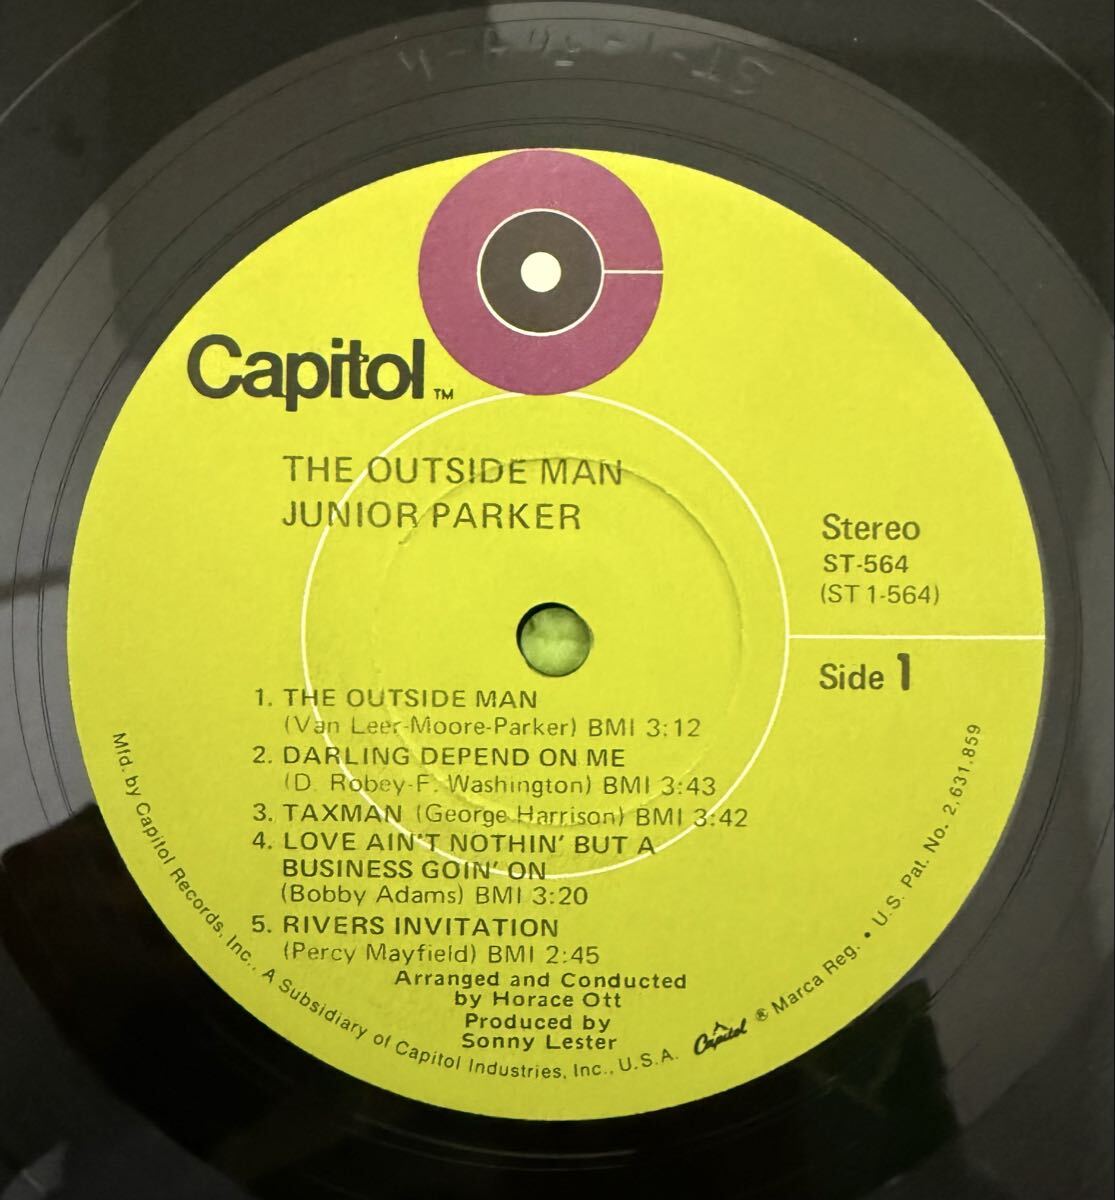 Capitol TM
THE OUTSIDE MAN
JUNIOR PARKER
Stereo
ST-564
(ST 1-564)
Side 1
1. THE OUTSIDE MAN
(Van Leer-Moore-Parker) BMI 3:12
2. DARLING DEPEND ON ME
(D. Robey-F. Washington) BMI 3:43
3. TAXMAN (George Harrison) BMI 3:42
4. LOVE AIN'T NOTHIN' BUT A
BUSINESS GOIN' ON
(Bobby Adams) BMI 3:20
5. RIVERS INVITATION
(Percy Mayfield) BMI 2:45
Arranged and Conducted
by Horace Ott
Produced by
Sonny Lester
Mfd. by Capitol Records, Inc., A Subsidiary of Capitol Industries, Inc., U.S.A. Capitol ® Marca Reg. • U.S. Pat. No. 2,631,859